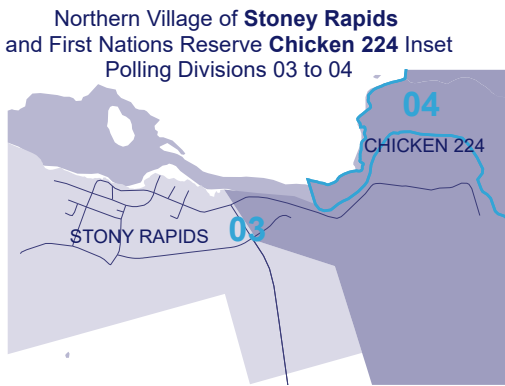 Northern Village of Stoney Rapids
and First Nations Reserve Chicken 224 Inset
Polling Divisions 03 to 04
04
CHICKEN 224
STONY RAPIDS
03